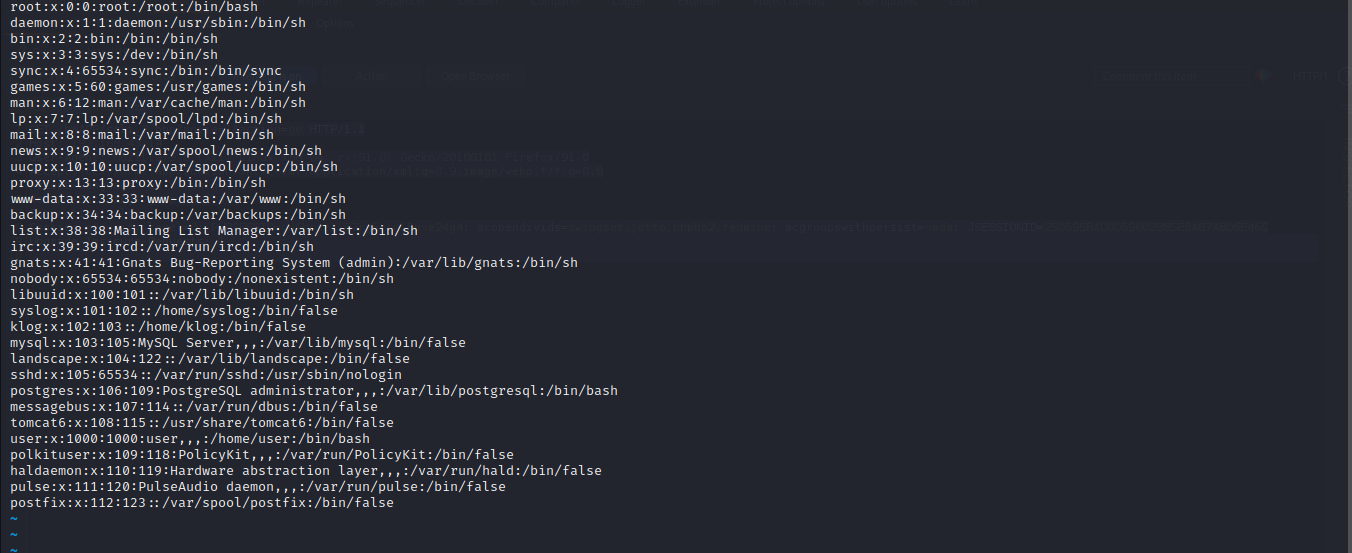 root:x:0:0:root:/root:/bin/bash
daemon:x:1:1:daemon:/usr/sbin:/bin/sh
bin:x:2:2:bin:/bin:/bin/sh
sys:x:3:3:sys:/dev:/bin/sh
sync:x:4:65534:sync:/bin:/bin/sync
games:x:5:60:games:/usr/games:/bin/sh
man:x:6:12:man:/var/cache/man:/bin/sh
lp:x:7:7:lp:/var/spool/lpd:/bin/sh
mail:x:8:8:mail:/var/mail:/bin/sh
news:x:9:9:news:/var/spool/news:/bin/sh
uucp:x:10:10:uucp:/var/spool/uucp:/bin/sh
proxy:x:13:13:proxy:/bin:/bin/sh
www-data:x:33:33:www-data:/var/www:/bin/sh
backup:x:34:34:backup:/var/backups:/bin/sh
list:x:38:38:Mailing List Manager:/var/list:/bin/sh
irc:x:39:39:ircd:/var/run/ircd:/bin/sh
gnats:x:41:41:Gnats Bug-Reporting System (admin):/var/lib/gnats:/bin/sh
nobody:x:65534:65534:nobody:/nonexistent:/bin/sh
libuuid:x:100:101::/var/lib/libuuid:/bin/sh
syslog:x:101:102::/home/syslog:/bin/false
klog:x:102:103::/home/klog:/bin/false
mysql:x:103:105:MySQL Server,,,:/var/lib/mysql:/bin/false
landscape:x:104:122::/var/lib/landscape:/bin/false
sshd:x:105:65534::/var/run/sshd:/usr/sbin/nologin
postgres:x:106:109:PostgreSQL administrator,,,:/var/lib/postgresql:/bin/bash
messagebus:x:107:114::/var/run/dbus:/bin/false
tomcat6:x:108:115::/usr/share/tomcat6:/bin/false
user:x:1000:1000:user,,,:/home/user:/bin/bash
polkituser:x:109:118:PolicyKit,,,:/var/run/PolicyKit:/bin/false
haldaemon:x:110:119:Hardware abstraction layer,,,:/var/run/hald:/bin/false
pulse:x:111:120:PulseAudio daemon,,,:/var/run/pulse:/bin/false
postfix:x:112:123::/var/spool/postfix:/bin/false
~
~
~